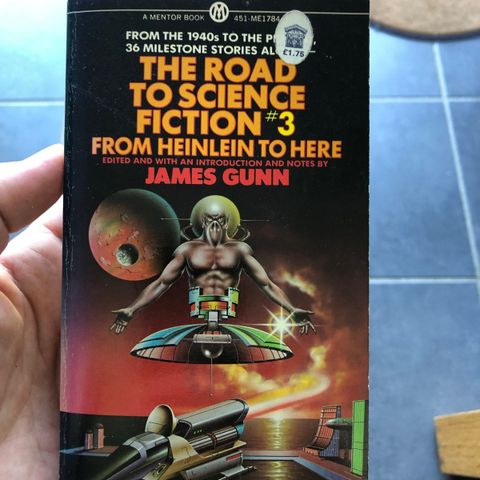 A MENTOR BOOK
451-ME1784
FROM THE 1940s TO THE
36 MILESTONE STORIES
£1.75
THE ROAD
TO SCIENCE
FICTION #3
FROM HEINLEIN TO HERE
EDITED AND WITH AN INTRODUCTION AND NOTES BY
JAMES GUNN